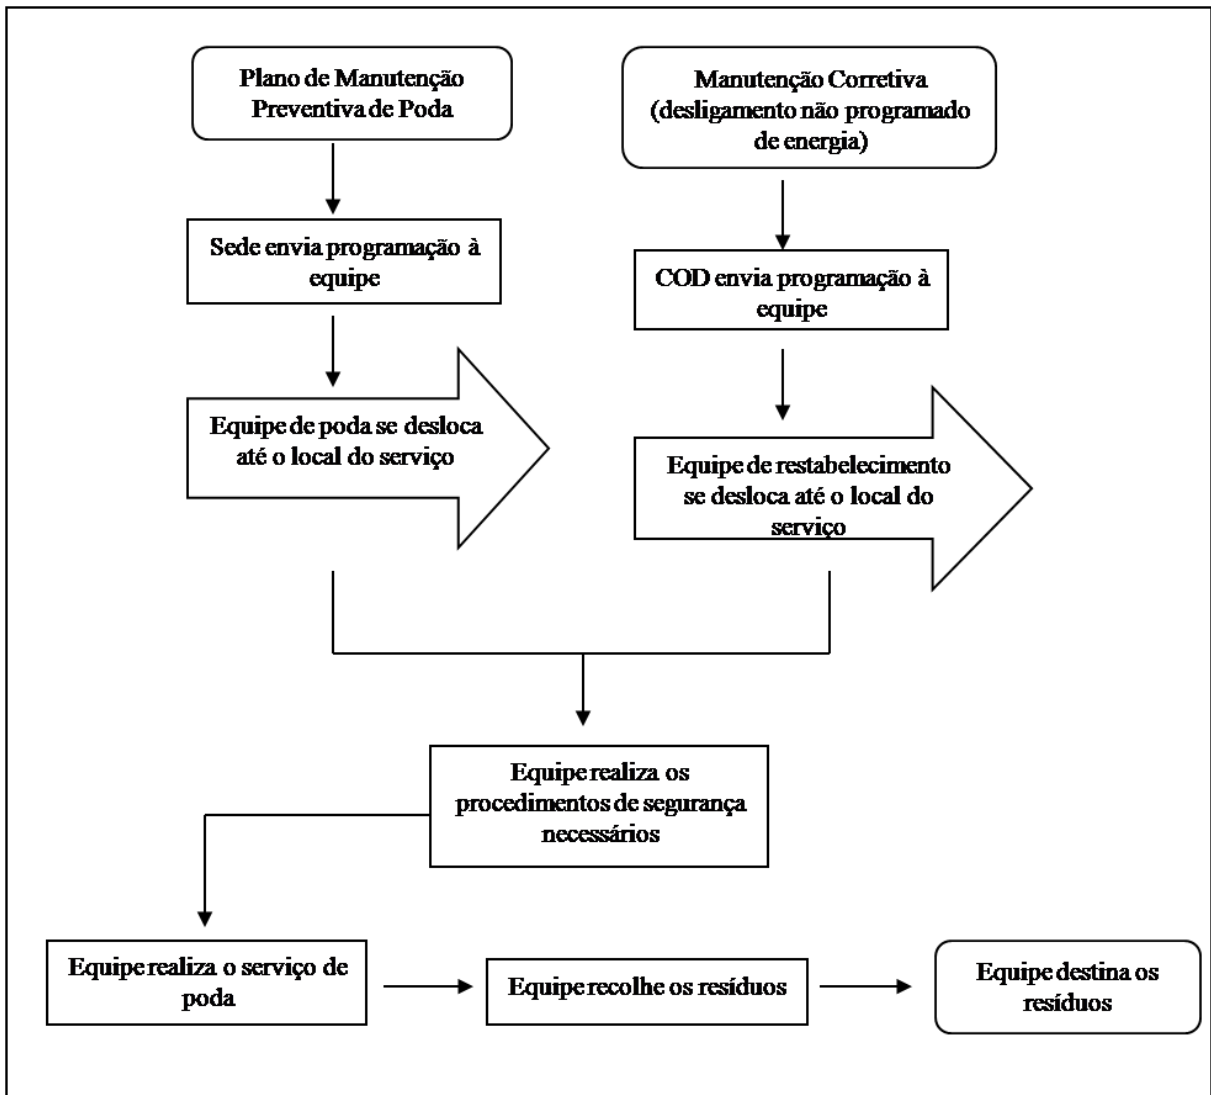 Plano de Manutenção
Preventiva de Poda
Manutenção Corretiva
(desligamento não programado
de energia)
Sede envia programação à
equipe
COD envia programação à
equipe
Equipe de poda se desloca
até o local do serviço
Equipe de restabelecimento
se desloca até o local do
serviço
Equipe realiza os
procedimentos de segurança
necessários
Equipe realiza o serviço de
poda
Equipe recolhe os resíduos
Equipe destina os
resíduos